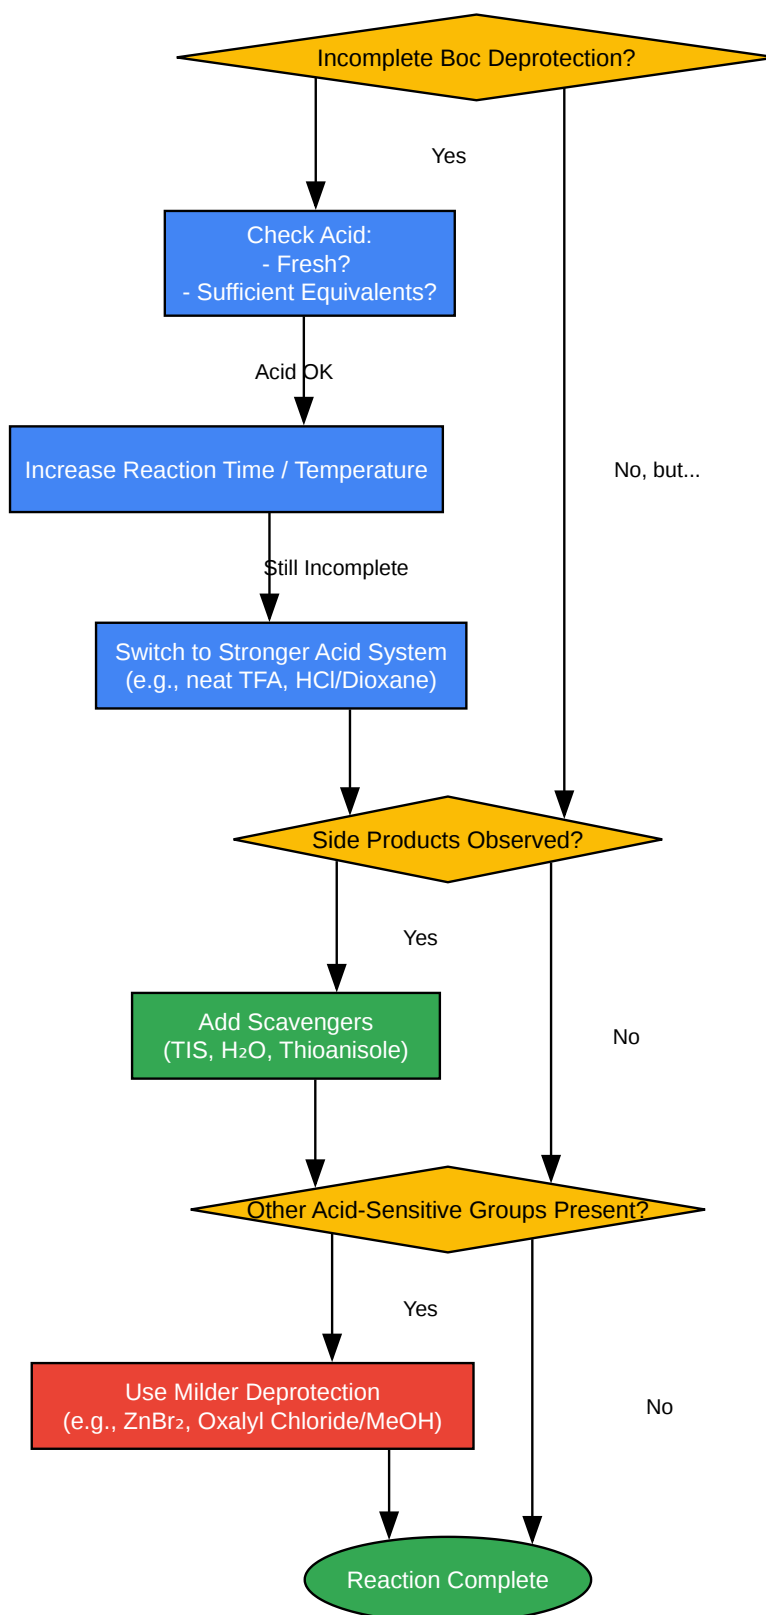 Incomplete Boc Deprotection?
Yes
Check Acid:
- Fresh?
- Sufficient Equivalents?
Acid OK
Increase Reaction Time / Temperature
No, but...
Still Incomplete
Switch to Stronger Acid System
(e.g., neat TFA, HCl/Dioxane)
Side Products Observed?
Yes
Add Scavengers
(TIS, H₂O, Thioanisole)
No
Other Acid-Sensitive Groups Present?
Yes
Use Milder Deprotection
(e.g., ZnBr₂, Oxalyl Chloride/MeOH)
No
Reaction Complete